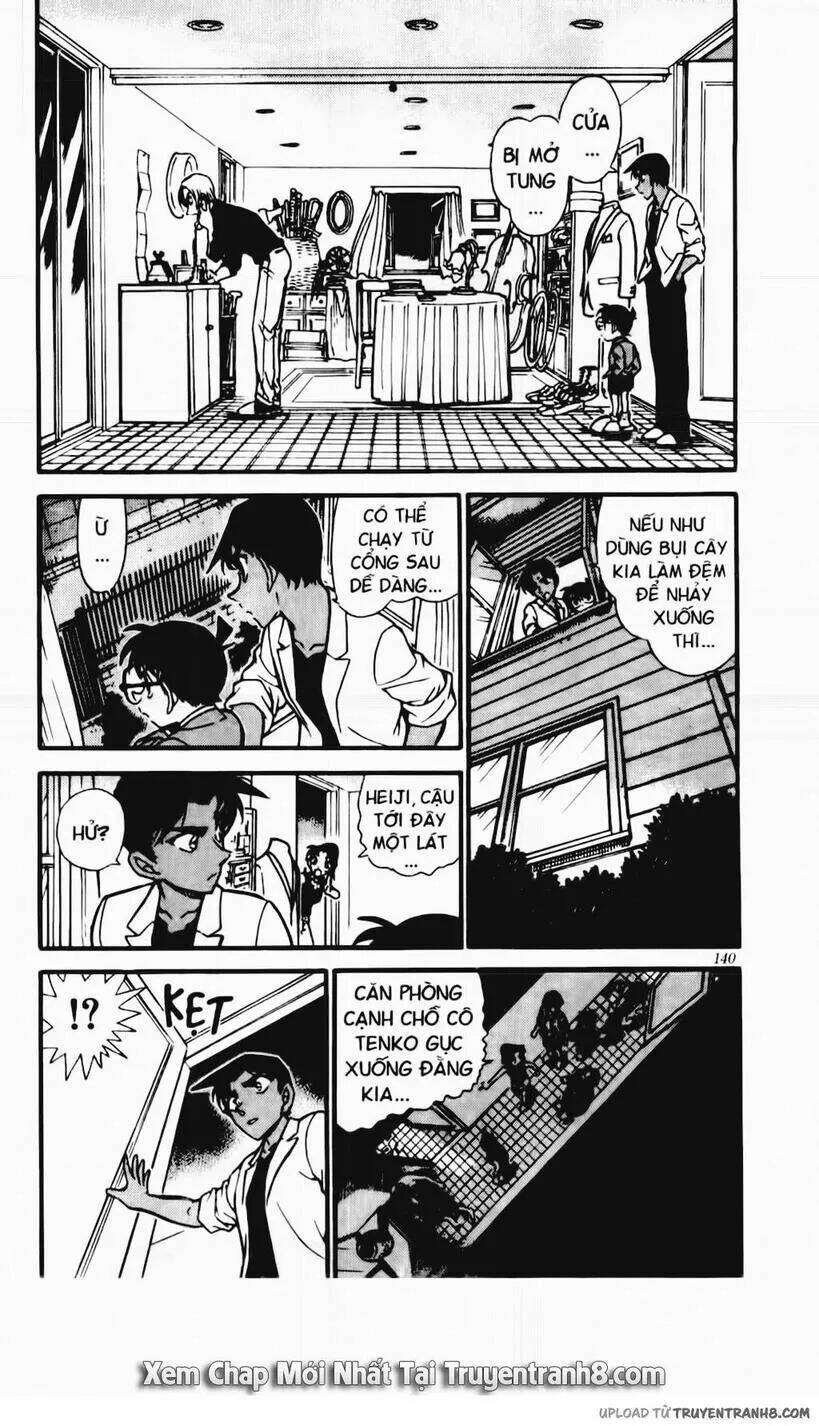 CỬA
...
BỊ MỞ
TUNG
...
NẾU NHƯ
DÙNG BỤI CÂY
KIA LÀM ĐỆM
ĐỂ NHẢY
XUỐNG
THÌ...
CÓ THỂ
CHẠY TỪ
CỔNG SAU
DỄ DÀNG...
Ừ
...
HEIJI, CẬU
TỚI ĐÂY
MỘT LÁT
...
HỬ?
140
CĂN PHÒNG
CẠNH CHỖ CÔ
TENKO GỤC
XUỐNG ĐẰNG
KIA...
KẸT
!?
Xem Chap Mới Nhất Tại Truyentranh8.com
UPLOAD TỪ TRUYENTRANH8.COM